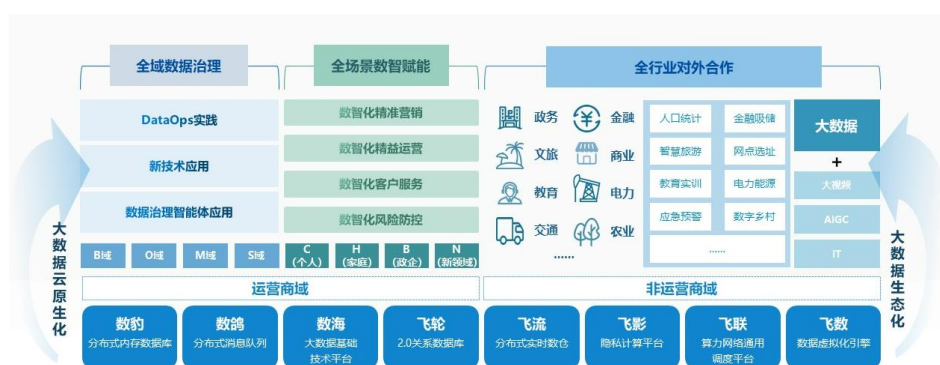 全域数据治理
全场景数智赋能
全行业对外合作
DataOps实践
新技术应用
数据治理智能体应用
B域
O域
M域
S域
数智化精准营销
数智化精益运营
数智化客户服务
数智化风险防控
C
(个人)
H
(家庭)
B
(政企)
N
(新领域)
政务
金融
文旅
商业
教育
电力
交通
农业
......
人口统计
金融吸储
智慧旅游
网点选址
教育实训
电力能源
应急预警
数字乡村
......
大数据
+
大视频
AIGC
IT
大数据云原生化
大数据生态化
运营商域
非运营商域
数豹
分布式内存数据库
数鸽
分布式消息队列
数海
大数据基础
技术平台
飞轮
2.0关系数据库
飞流
分布式实时数仓
飞影
隐私计算平台
飞联
算力网络通用
调度平台
飞数
数据虚拟化引擎